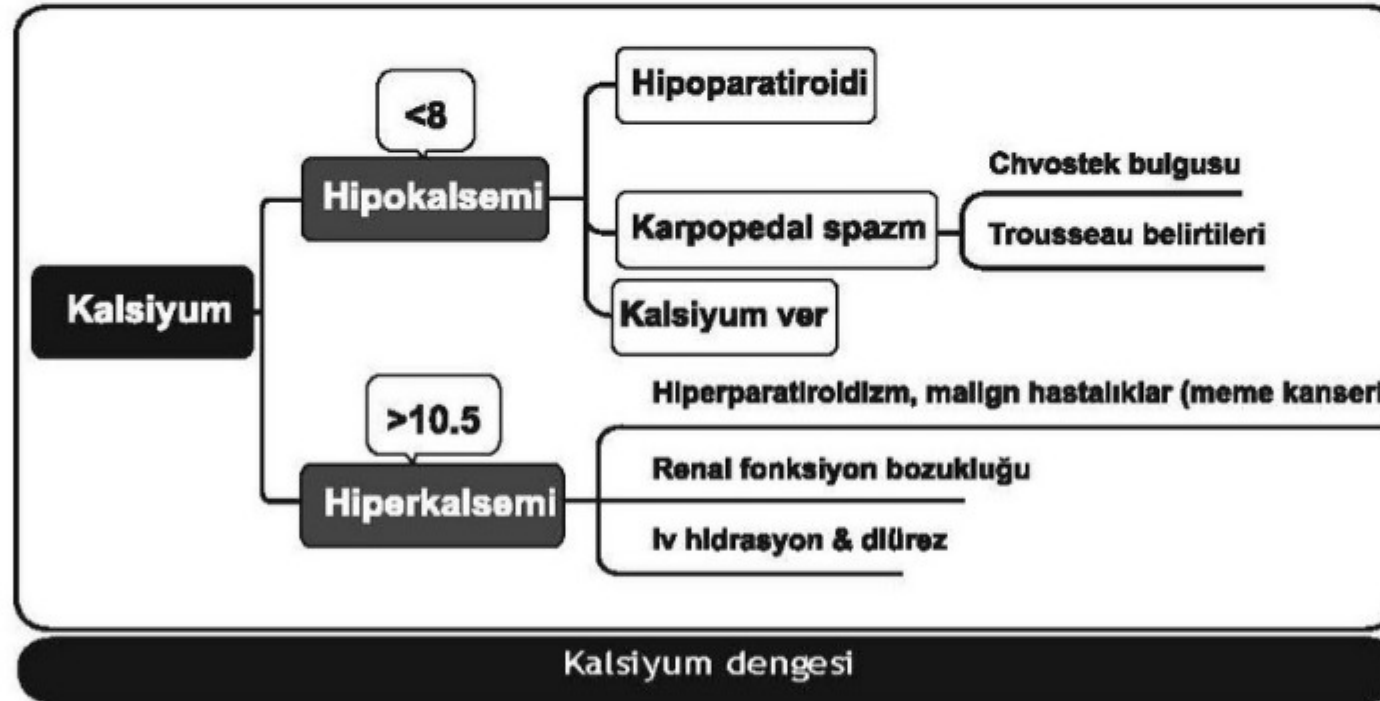 <8
Hipokalsemi
Hipoparatiroidi
Karpopedal spazm
Chvostek bulgusu
Trousseau belirtileri
Kalsiyum ver
Kalsiyum
>10.5
Hiperkalsemi
Hiperparatiroidizm, malign hastalıklar (meme kanseri
Renal fonksiyon bozukluğu
Iv hidrasyon & diürez
Kalsiyum dengesi